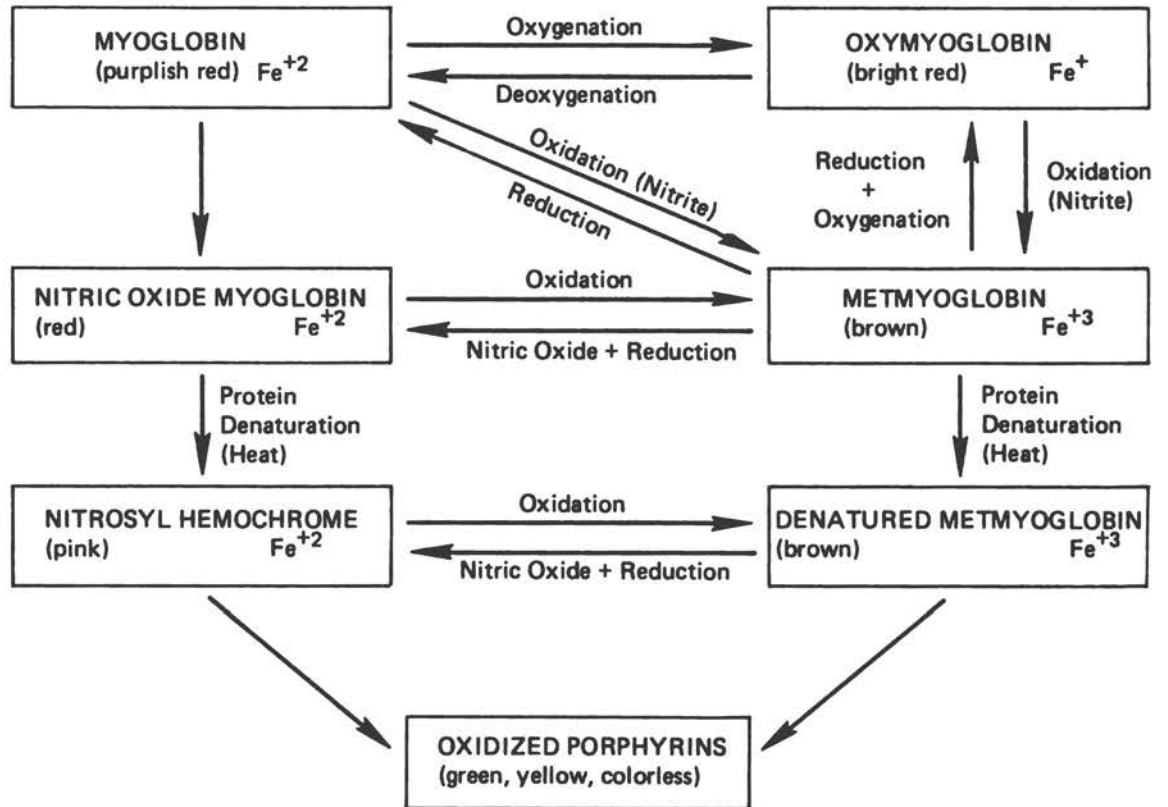 MYOGLOBIN
(purplish red) Fe+2
Oxygenation
Deoxygenation
OXYMYOGLOBIN
(bright red) Fe+
Oxidation (Nitrite)
Reduction
Reduction
+
Oxygenation
Oxidation
(Nitrite)
NITRIC OXIDE MYOGLOBIN
(red) Fe+2
Oxidation
Nitric Oxide + Reduction
METMYOGLOBIN
(brown) Fe+3
Protein
Denaturation
(Heat)
Protein
Denaturation
(Heat)
NITROSYL HEMOCHROME
(pink) Fe+2
Oxidation
Nitric Oxide + Reduction
DENATURED METMYOGLOBIN
(brown) Fe+3
OXIDIZED PORPHYRINS
(green, yellow, colorless)